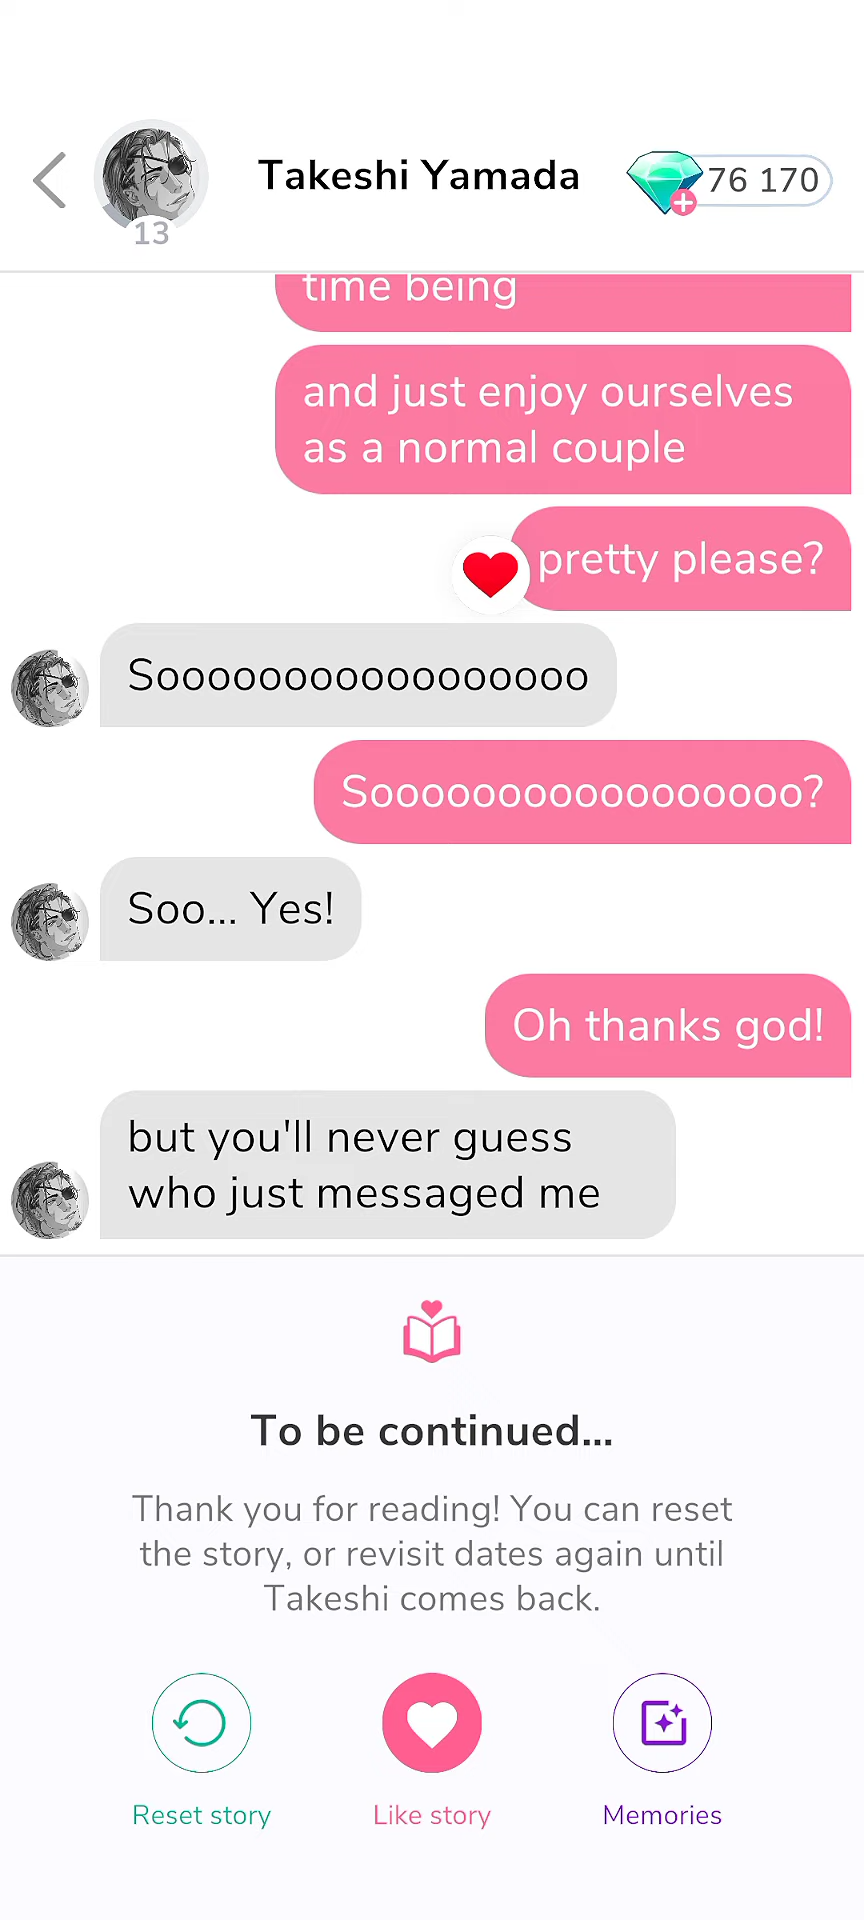 Takeshi Yamada
76 170
13
time being
and just enjoy ourselves
as a normal couple
pretty please?
Sooooooooooooooooo
Sooooooooooooooooo?
Soo... Yes!
Oh thanks god!
but you'll never guess
who just messaged me
To be continued...
Thank you for reading! You can reset
the story, or revisit dates again until
Takeshi comes back.
Reset story
Like story
Memories